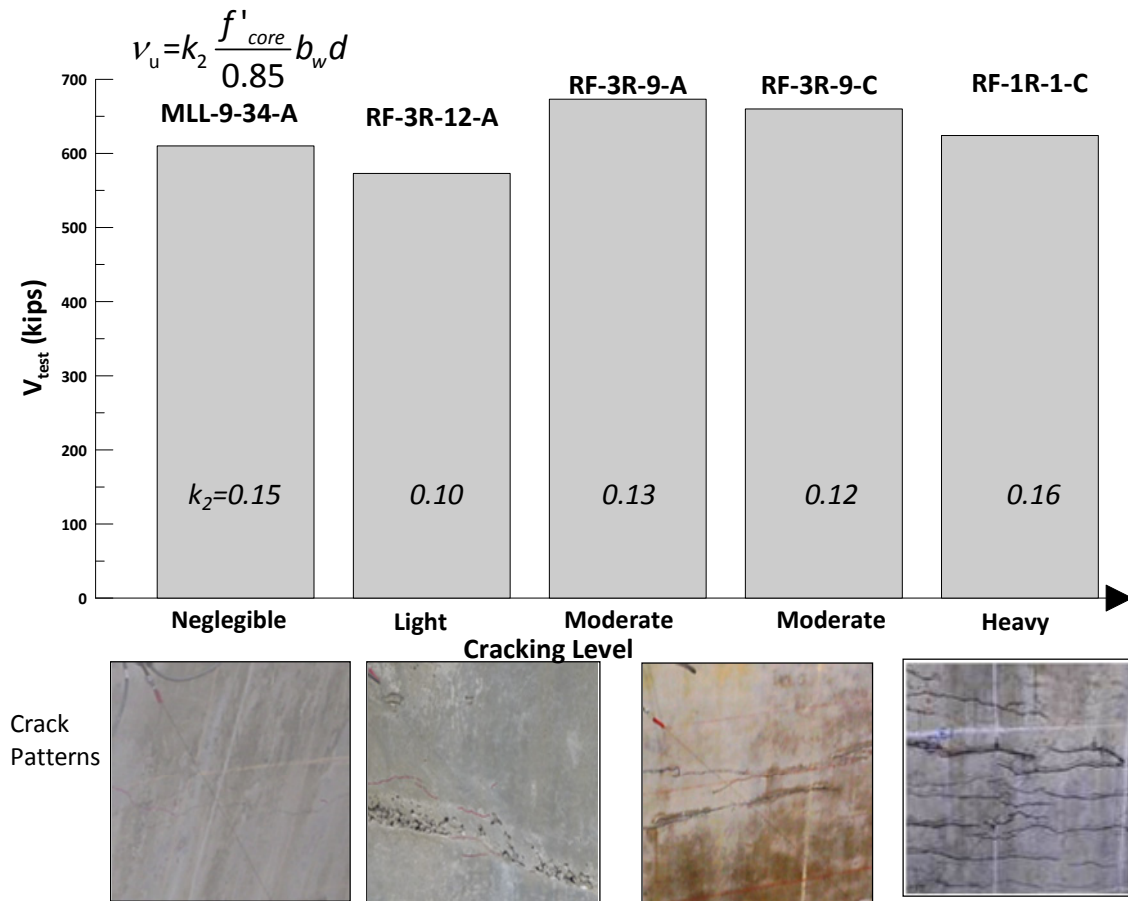 νu=k2 f'core/0.85 bwd
MLL-9-34-A
RF-3R-12-A
RF-3R-9-A
RF-3R-9-C
RF-1R-1-C
700
600
500
400
300
200
100
0
Vtest (kips)
k2=0.15
0.10
0.13
0.12
0.16
Neglegible
Light
Moderate
Moderate
Heavy
Cracking Level
Crack
Patterns